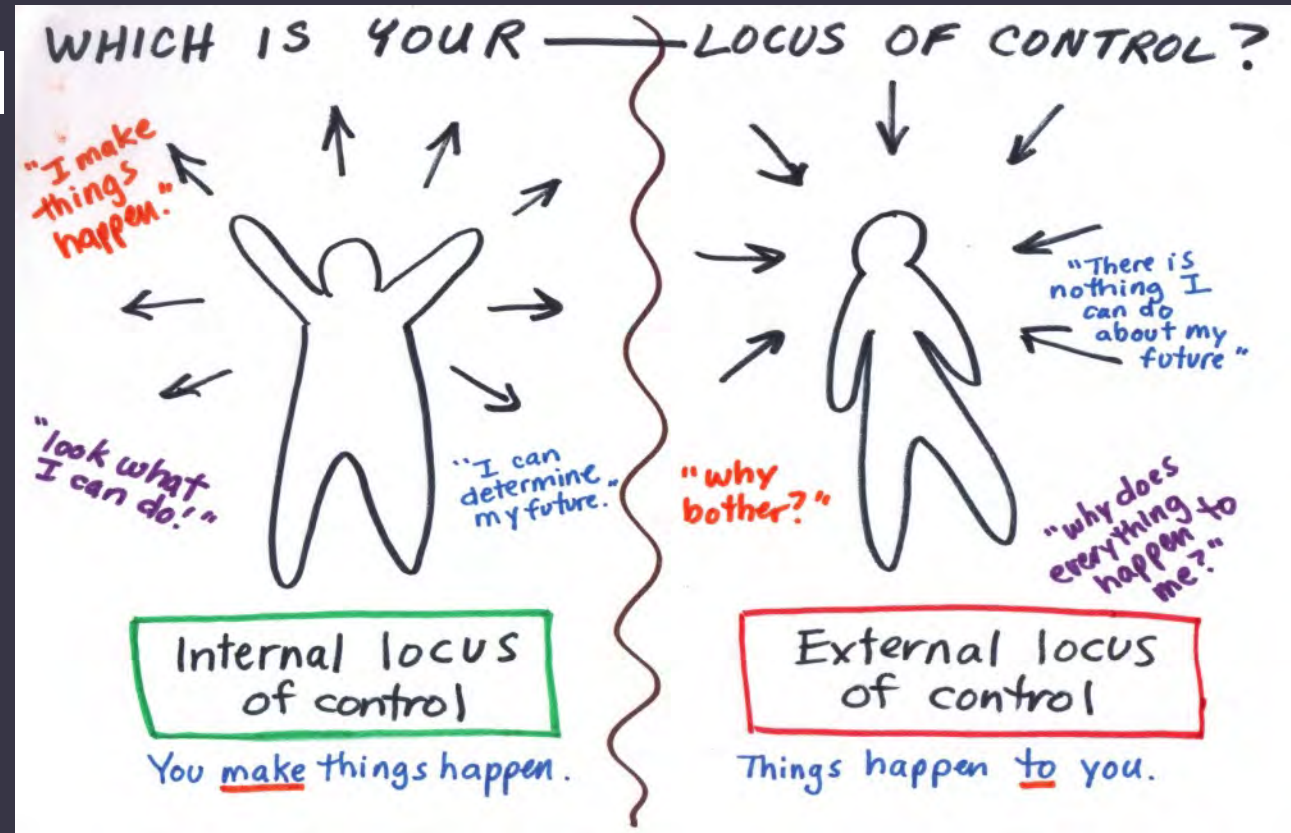 WHICH IS YOUR — LOCUS OF CONTROL?
"I make
things
happen."
"look what
I can do!"
"I can
determine
my future."
Internal locus
of control
You make things happen.
"There is
nothing I
can do
about my
future"
"why
bother?"
"why does
everything
happen to
me?"
External locus
of control
Things happen to you.